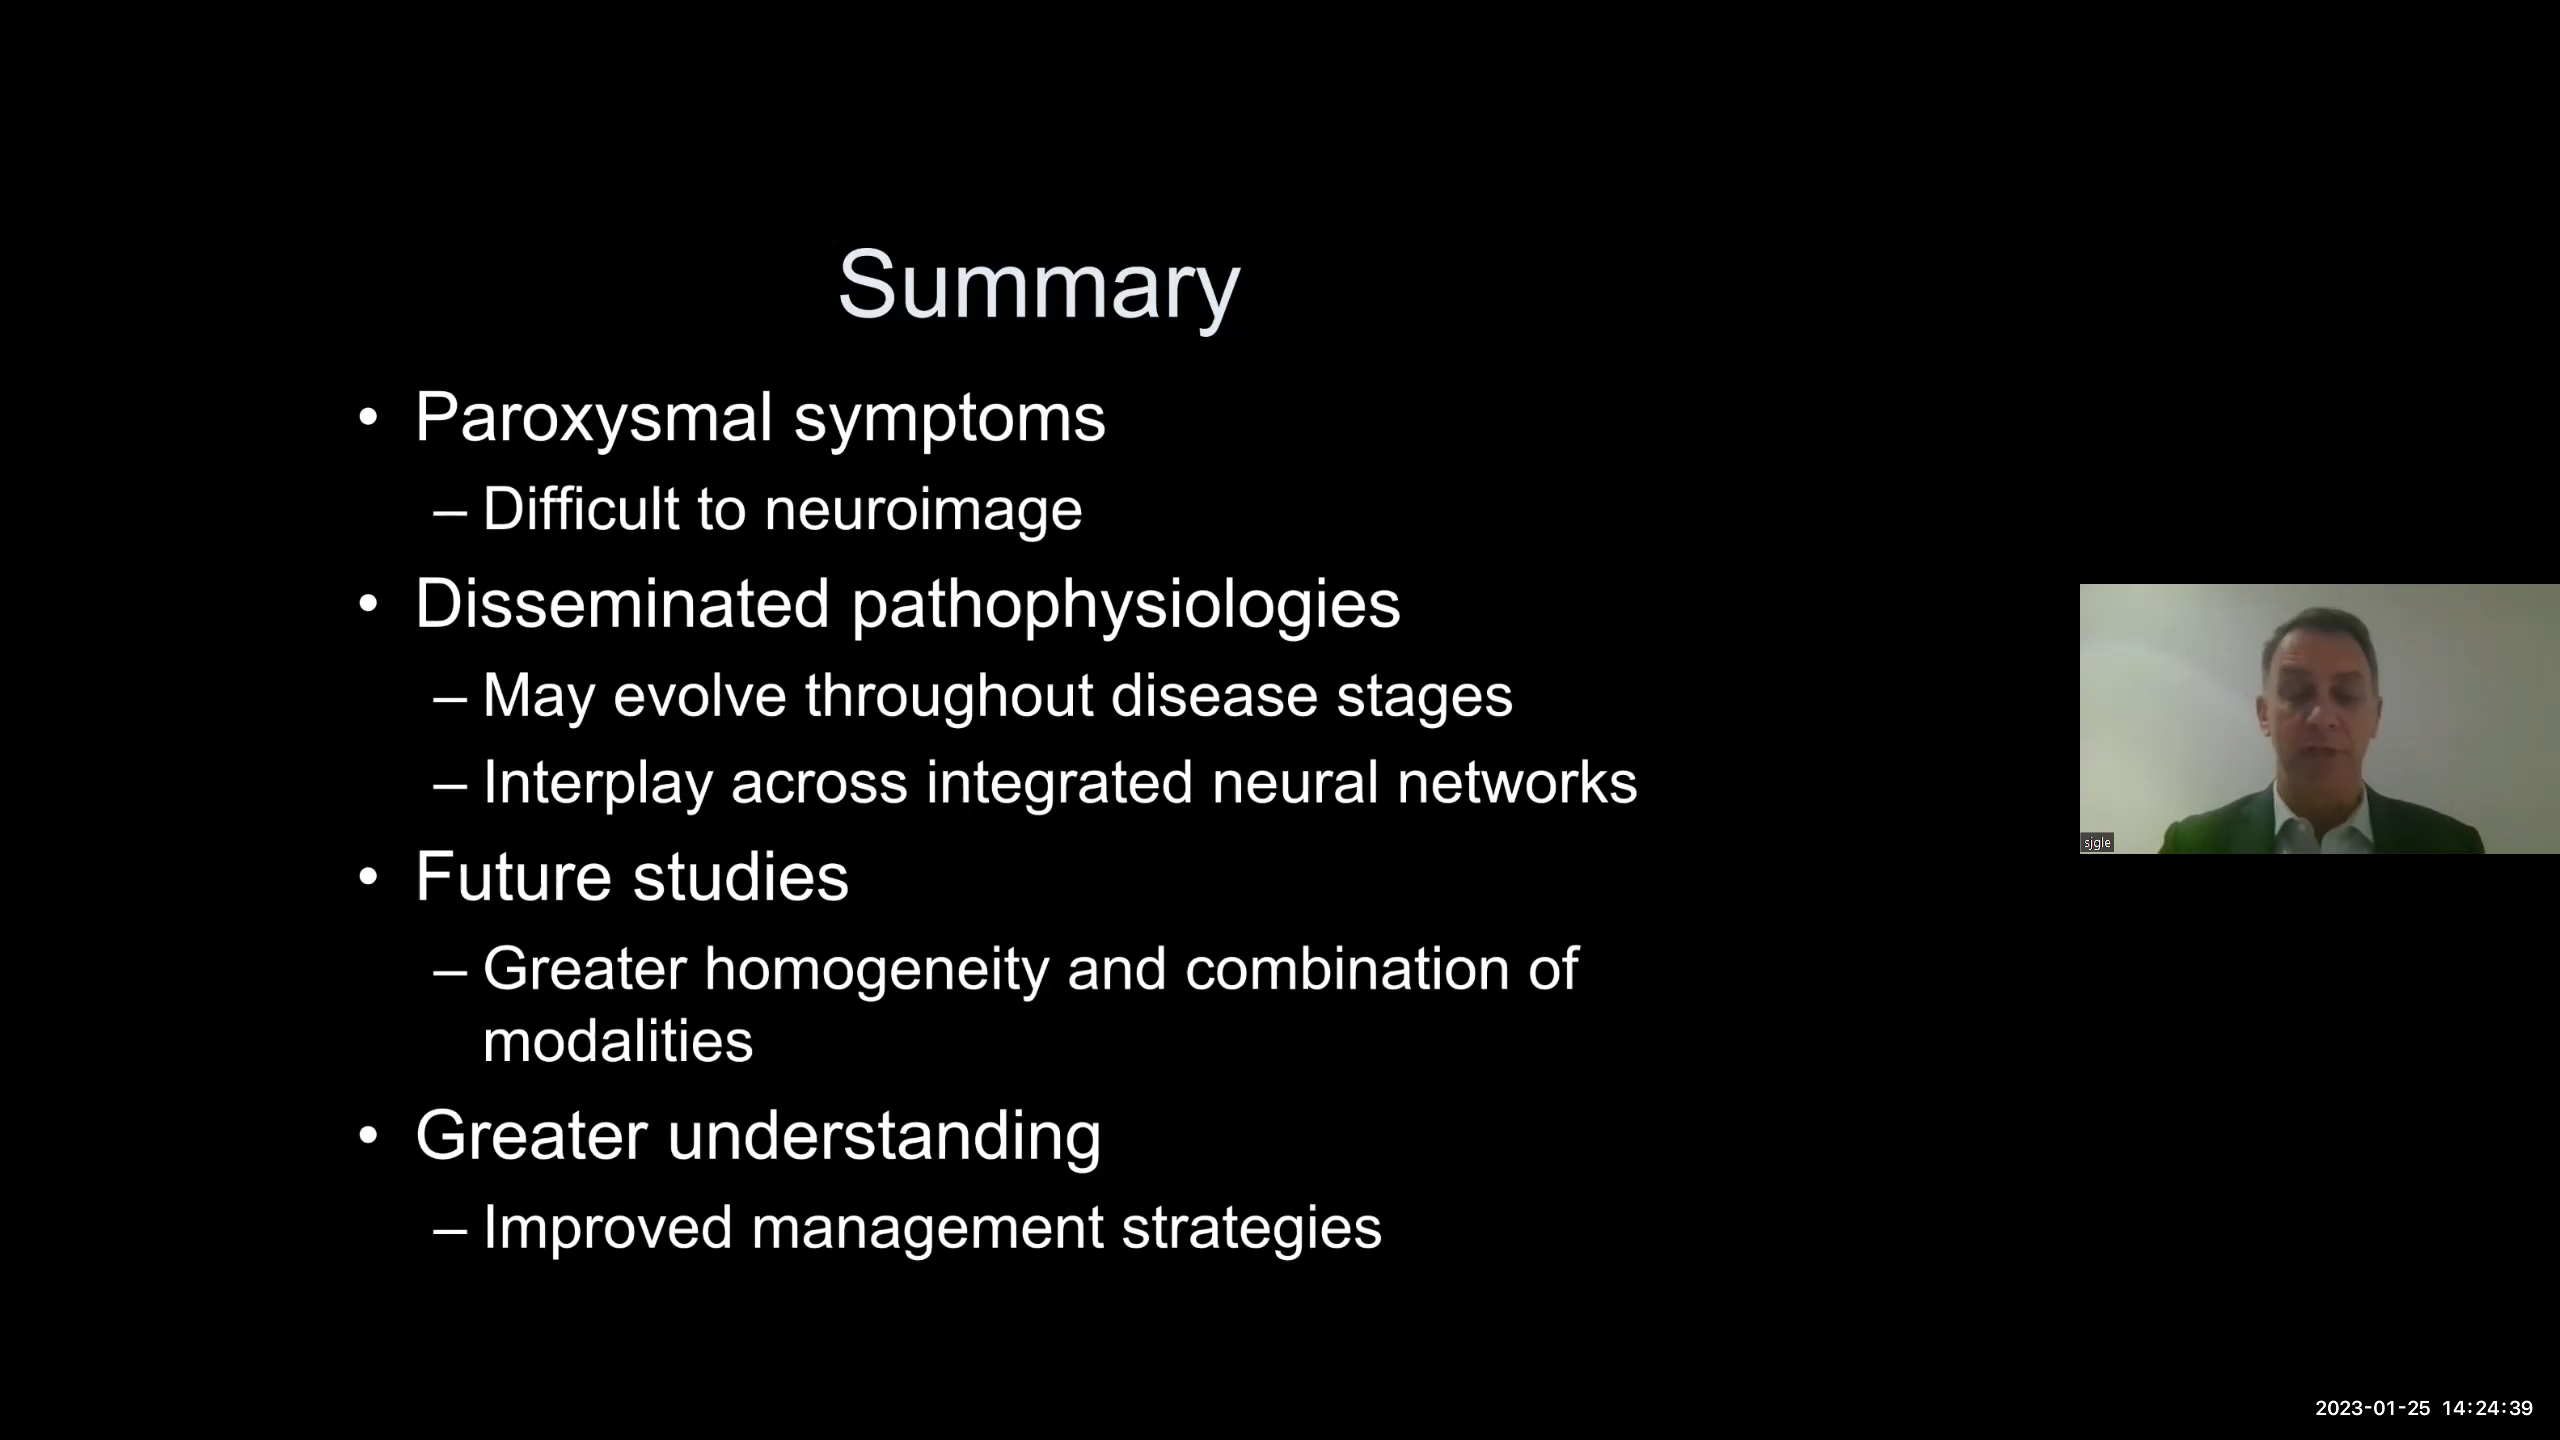 Summary
• Paroxysmal symptoms
– Difficult to neuroimage
• Disseminated pathophysiologies
– May evolve throughout disease stages
– Interplay across integrated neural networks
• Future studies
– Greater homogeneity and combination of
modalities
• Greater understanding
– Improved management strategies
sjgle
2023-01-25 14:24:39